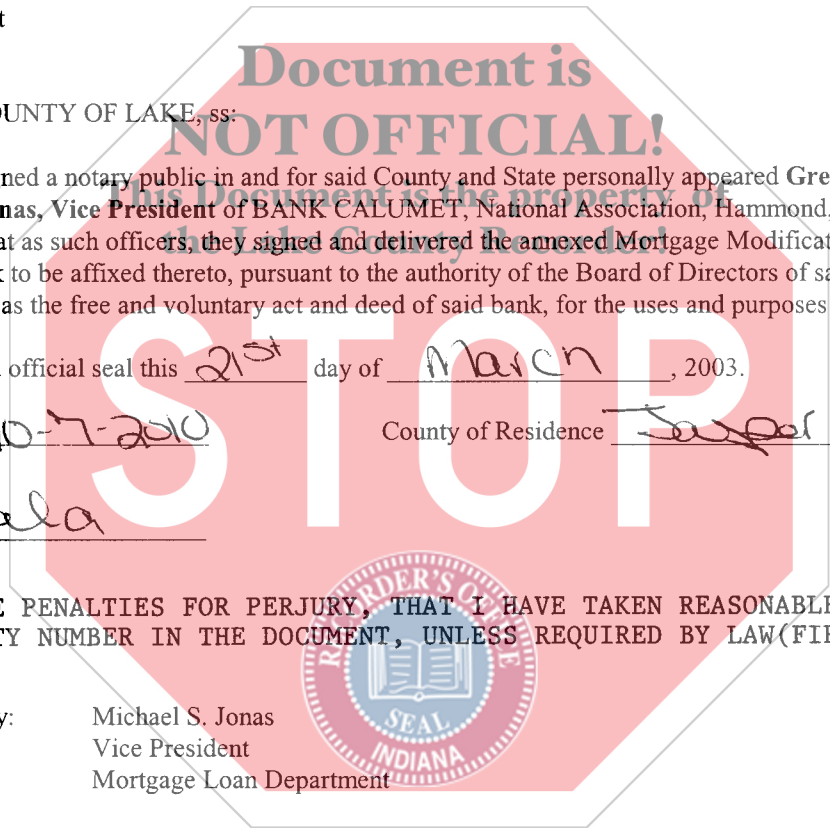 t
Document is
OUNTY OF LAKE, ss:
NOT OFFICIAL!
ned a notary public in and for said County and State personally appeared Gre
This Document is the property of
nas, Vice President of BANK CALUMET, National Association, Hammond,
the Lake County Recorder!
at as such officers, they signed and delivered the annexed Mortgage Modificat
k to be affixed thereto, pursuant to the authority of the Board of Directors of sa
as the free and voluntary act and deed of said bank, for the uses and purposes
STOP
official seal this 21st day of March, 2003.
0-7-2010 County of Residence Jasper
ala
E PENALTIES FOR PERJURY, THAT I HAVE TAKEN REASONABLE
TY NUMBER IN THE DOCUMENT, UNLESS REQUIRED BY LAW(FIR
RECORDER'S OFFICE
SEAL
INDIANA
y: Michael S. Jonas
Vice President
Mortgage Loan Department